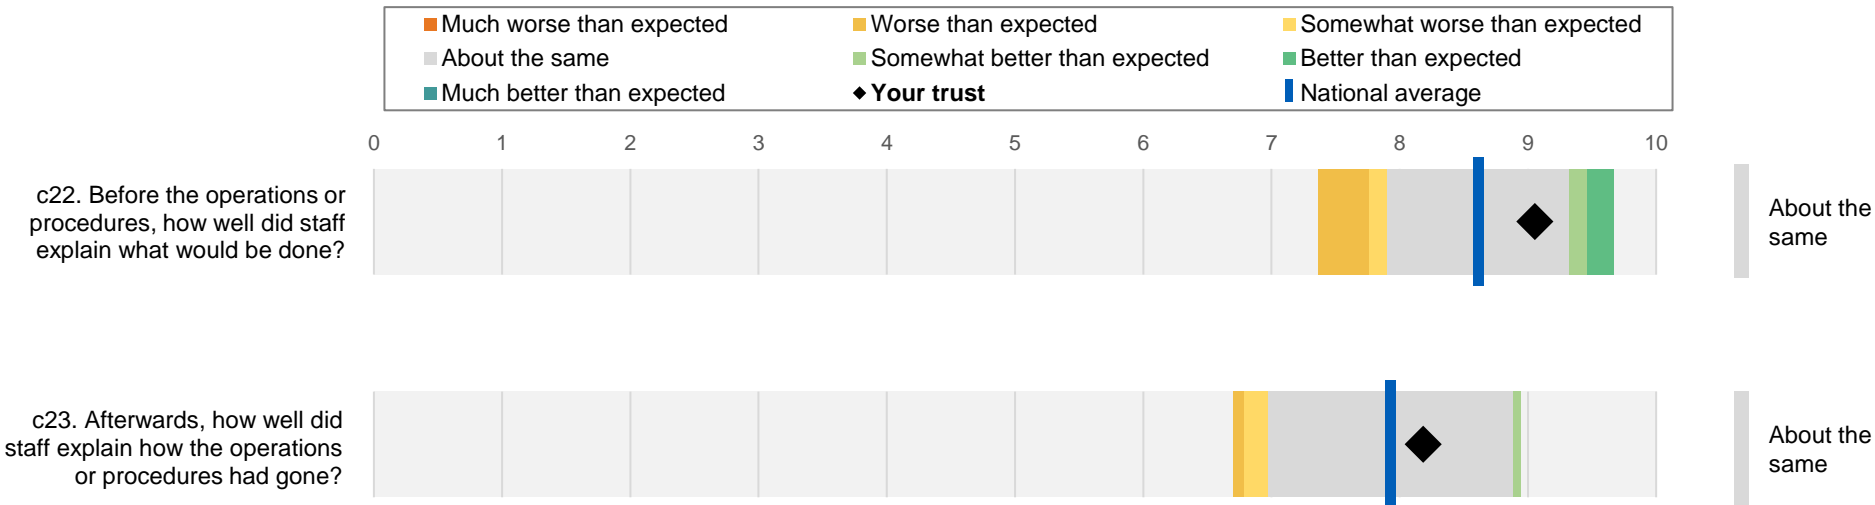 Much worse than expected
Worse than expected
Somewhat worse than expected
About the same
Somewhat better than expected
Better than expected
Much better than expected
Your trust
National average
0 1 2 3 4 5 6 7 8 9 10
c22. Before the operations or
procedures, how well did staff
explain what would be done?
About the
same
c23. Afterwards, how well did
staff explain how the operations
or procedures had gone?
About the
same